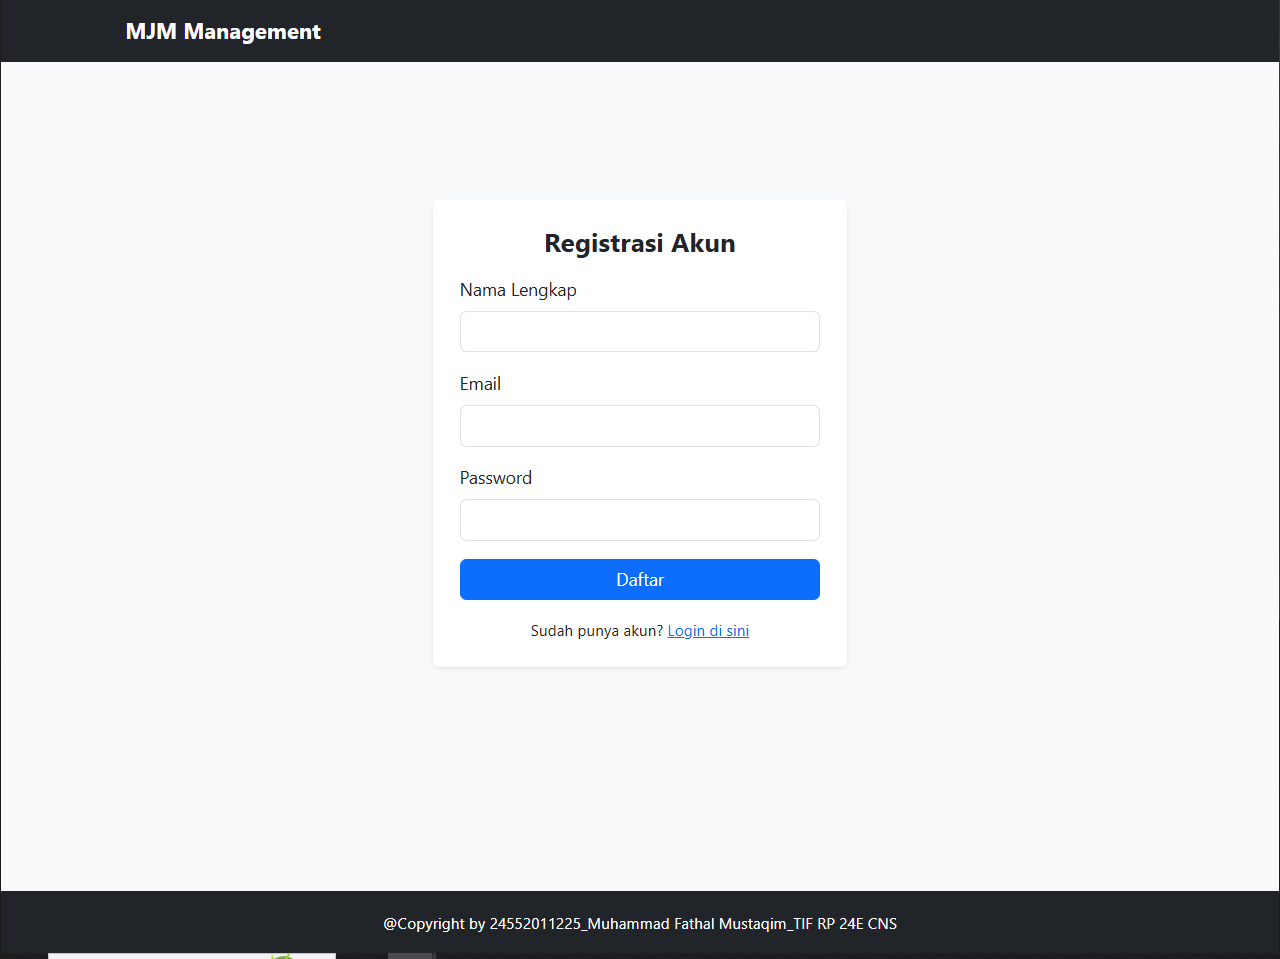 MJM Management
Registrasi Akun
Nama Lengkap
Email
Password
Daftar
Sudah punya akun? Login di sini
@Copyright by 24552011225_Muhammad Fathal Mustaqim_TIF RP 24E CNS